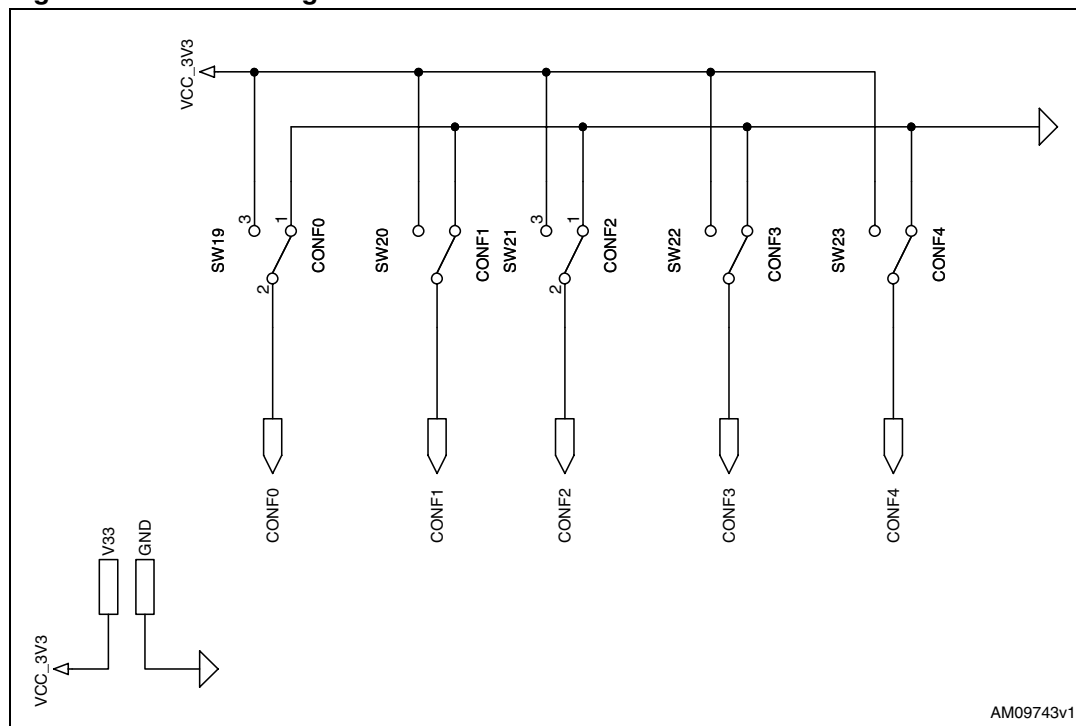 VCC_3V3
3
1
SW19
CONF0
2
SW20
CONF1
3
1
SW21
CONF2
2
SW22
CONF3
SW23
CONF4
CONF0
CONF1
CONF2
CONF3
CONF4
V33
GND
VCC_3V3
AM09743v1